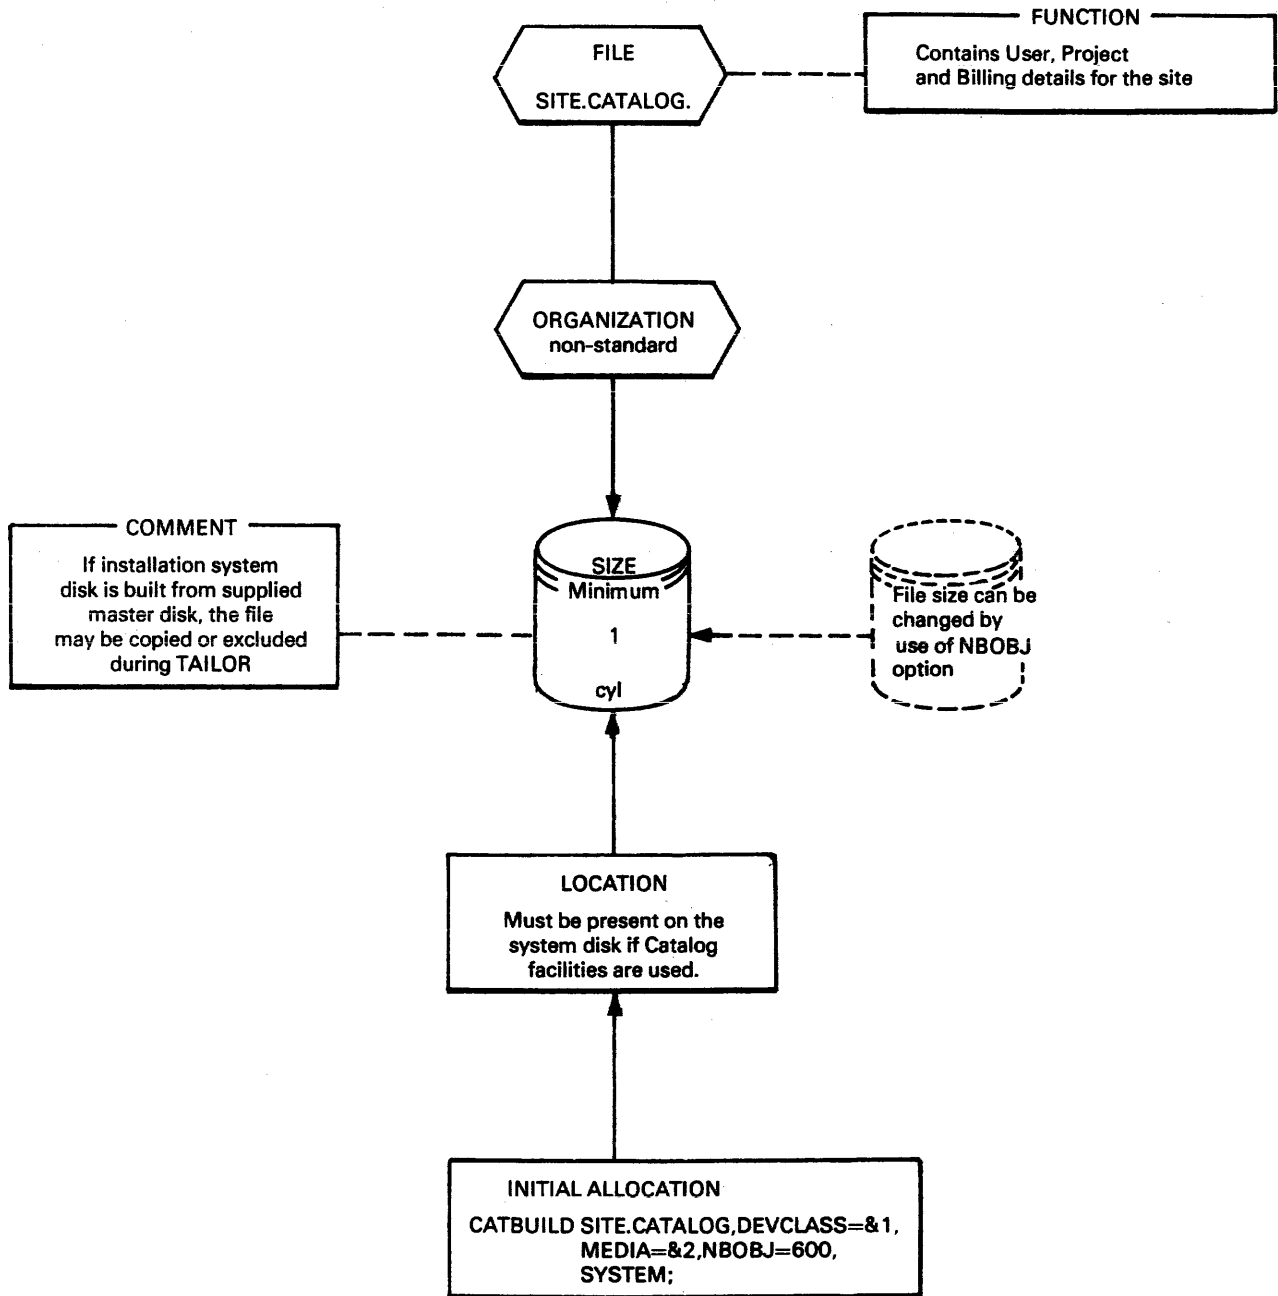 FUNCTION
Contains User, Project
and Billing details for the site
FILE
SITE.CATALOG.
ORGANIZATION
non-standard
COMMENT
If installation system
disk is built from supplied
master disk, the file
may be copied or excluded
during TAILOR
SIZE
Minimum
1
cyl
File size can be
changed by
use of NBOBJ
option
LOCATION
Must be present on the
system disk if Catalog
facilities are used.
INITIAL ALLOCATION
CATBUILD SITE.CATALOG,DEVCLASS=&1,
MEDIA=&2,NBOBJ=600,
SYSTEM;